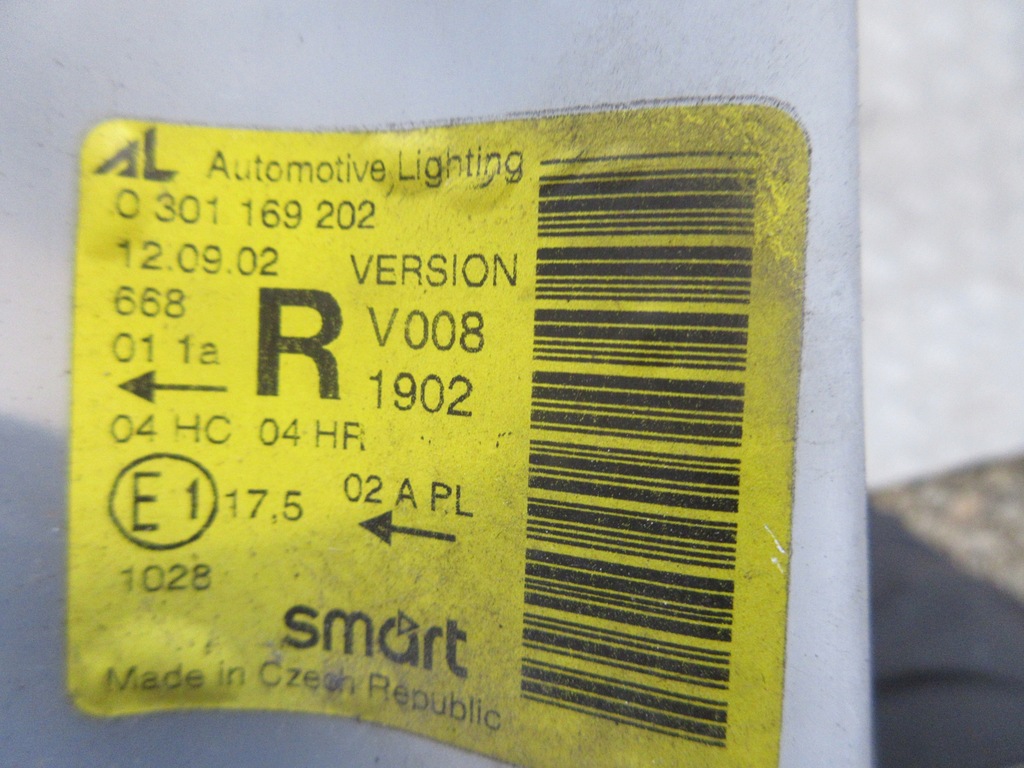 AL Automotive Lighting
0 301 169 202
12.09.02
VERSION
668
R
V008
01 1a
1902
04 HC 04 HR
E1 17,5
02 A PL
1028
smart
Made in Czech Republic